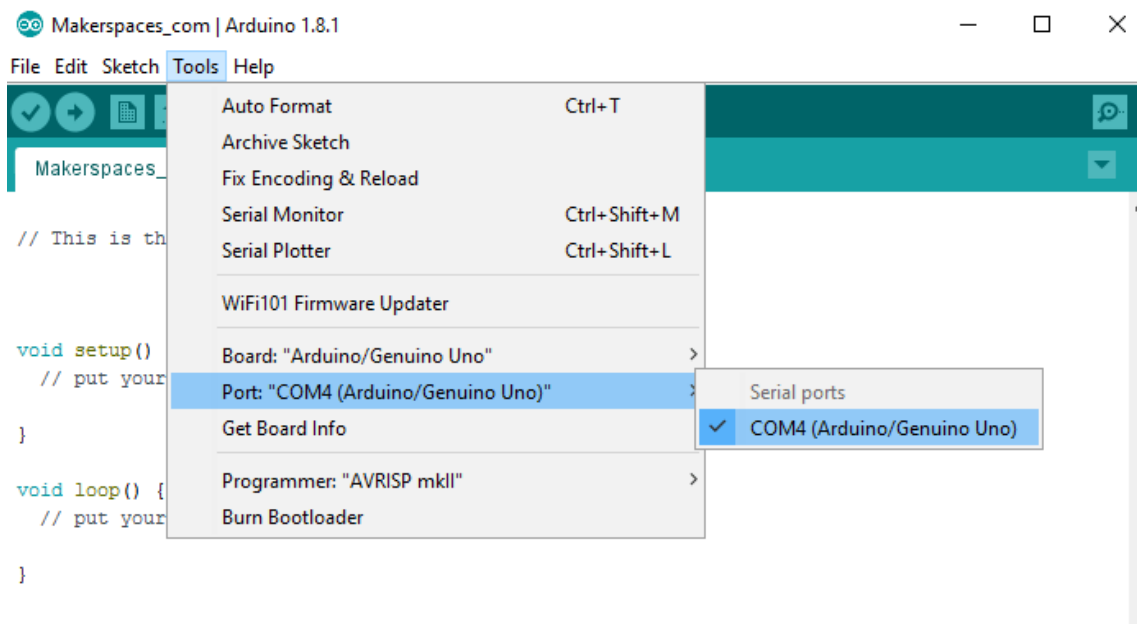 Makerspaces_com | Arduino 1.8.1
File Edit Sketch Tools Help
Makerspaces_
Auto Format Ctrl+T
Archive Sketch
Fix Encoding & Reload
Serial Monitor Ctrl+Shift+M
Serial Plotter Ctrl+Shift+L
WiFi101 Firmware Updater
Board: "Arduino/Genuino Uno"
Port: "COM4 (Arduino/Genuino Uno)"
Get Board Info
Programmer: "AVRISP mkII"
Burn Bootloader
Serial ports
COM4 (Arduino/Genuino Uno)
// This is th
void setup()
// put your
}
void loop() {
// put your
}